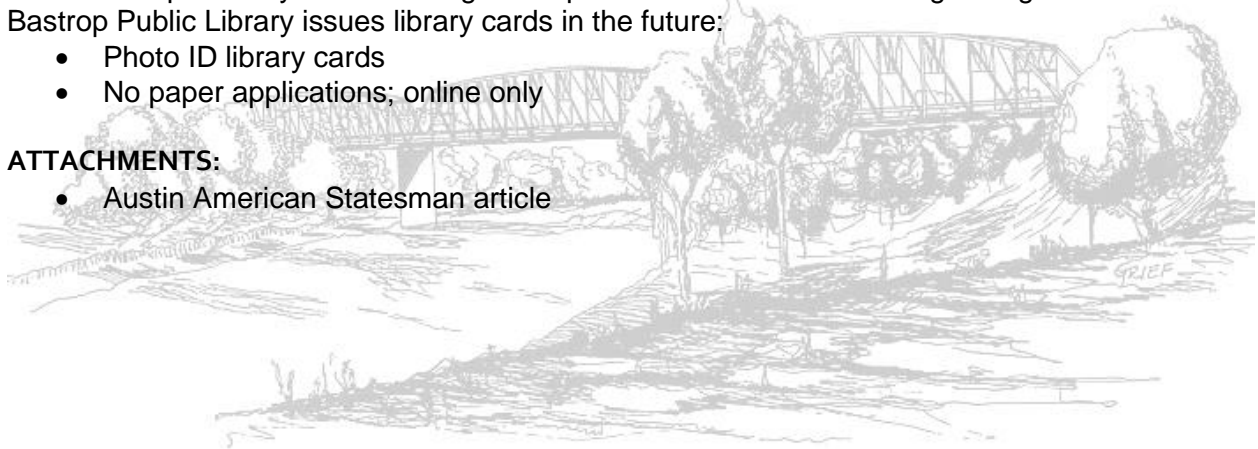 Bastrop Public Library issues library cards in the future:
• Photo ID library cards
• No paper applications; online only
ATTACHMENTS:
• Austin American Statesman article
GRIEF